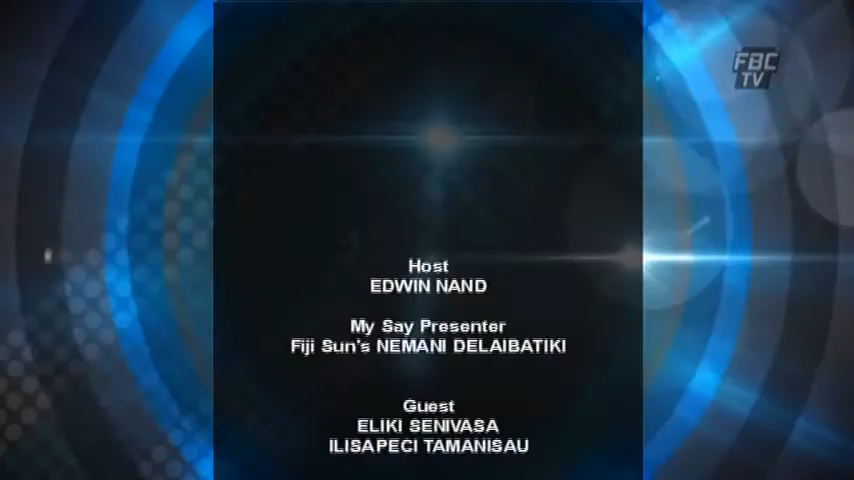 FBC
TV
Host
EDWIN NAND
My Say Presenter
Fiji Sun's NEMANI DELAIBATIKI
Guest
ELIKI SENIVASA
ILISAPECI TAMANISAU